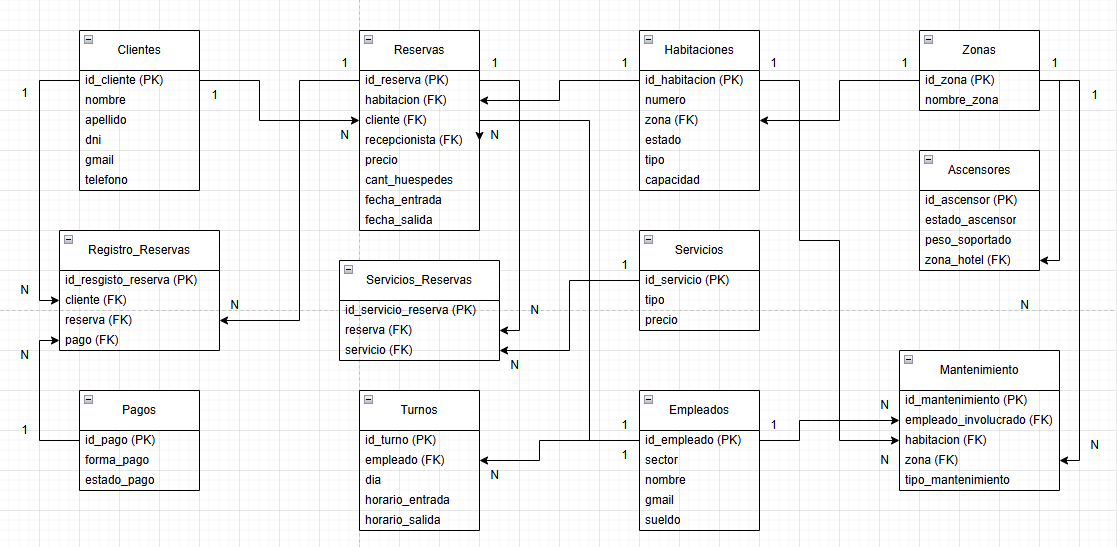 Clientes
id_cliente (PK)
nombre
apellido
dni
gmail
telefono
1
1
Reservas
id_reserva (PK)
habitacion (FK)
cliente (FK)
recepcionista (FK)
precio
cant_huespedes
fecha_entrada
fecha_salida
1
1
N
N
Habitaciones
id_habitacion (PK)
numero
zona (FK)
estado
tipo
capacidad
1
1
Zonas
id_zona (PK)
nombre_zona
1
1
1
N
Ascensores
id_ascensor (PK)
estado_ascensor
peso_soportado
zona_hotel (FK)
N
Registro_Reservas
id_resgisto_reserva (PK)
cliente (FK)
reserva (FK)
pago (FK)
N
N
N
Servicios_Reservas
id_servicio_reserva (PK)
reserva (FK)
servicio (FK)
N
N
Servicios
id_servicio (PK)
tipo
precio
1
Mantenimiento
id_mantenimiento (PK)
empleado_involucrado (FK)
habitacion (FK)
zona (FK)
tipo_mantenimiento
N
N
N
Pagos
id_pago (PK)
forma_pago
estado_pago
1
Turnos
id_turno (PK)
empleado (FK)
dia
horario_entrada
horario_salida
N
Empleados
id_empleado (PK)
sector
nombre
gmail
sueldo
1
1
1